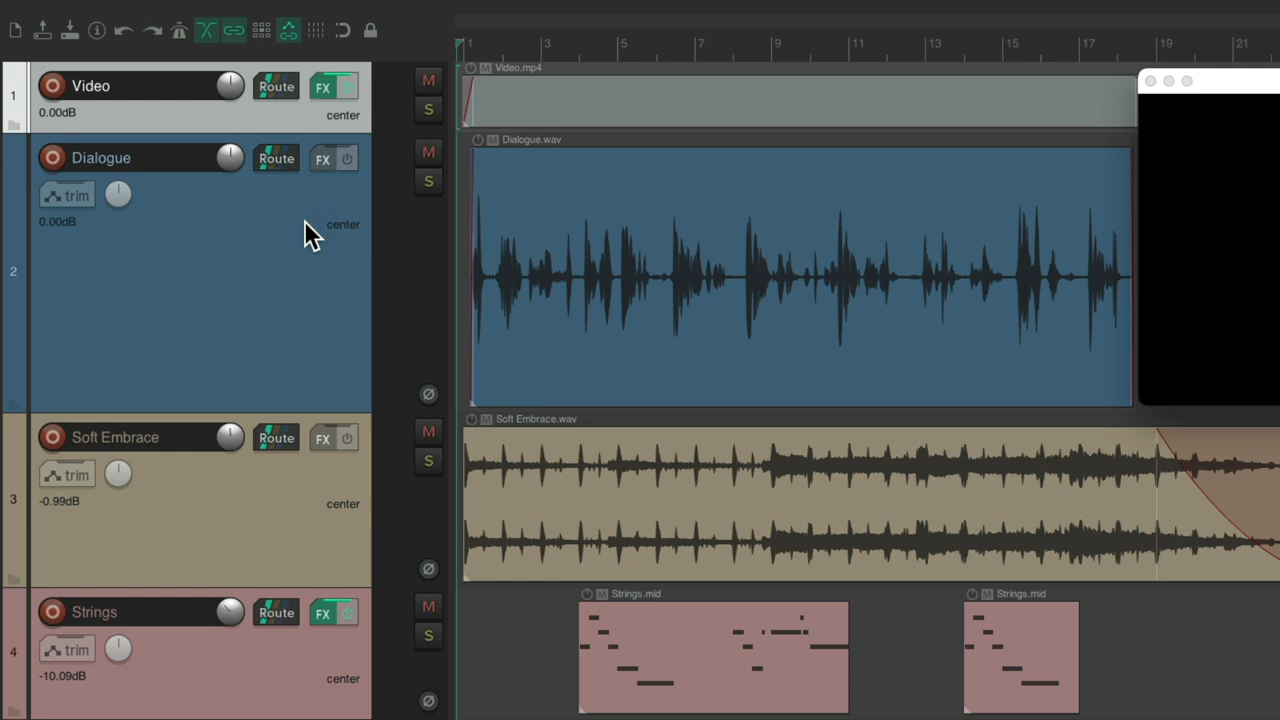 1 3 5 7 9 11 13 15 17 19 21
1 Video Route FX M
S
0.00dB center
Video.mp4
2 Dialogue Route FX M
S
trim
0.00dB center
Dialogue.wav
3 Soft Embrace Route FX M
S
trim
-0.99dB center
Soft Embrace.wav
4 Strings Route FX M
S
trim
-10.09dB center
Strings.mid Strings.mid